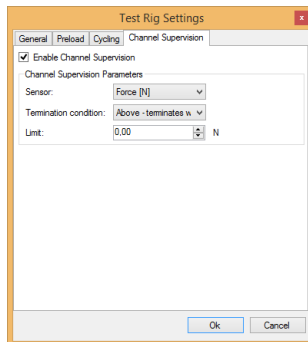 Test Rig Settings
x
General Preload Cycling Channel Supervision
Enable Channel Supervision
Channel Supervision Parameters
Sensor: Force [N]
Termination condition: Above - terminates w
Limit: 0,00 N
Ok Cancel